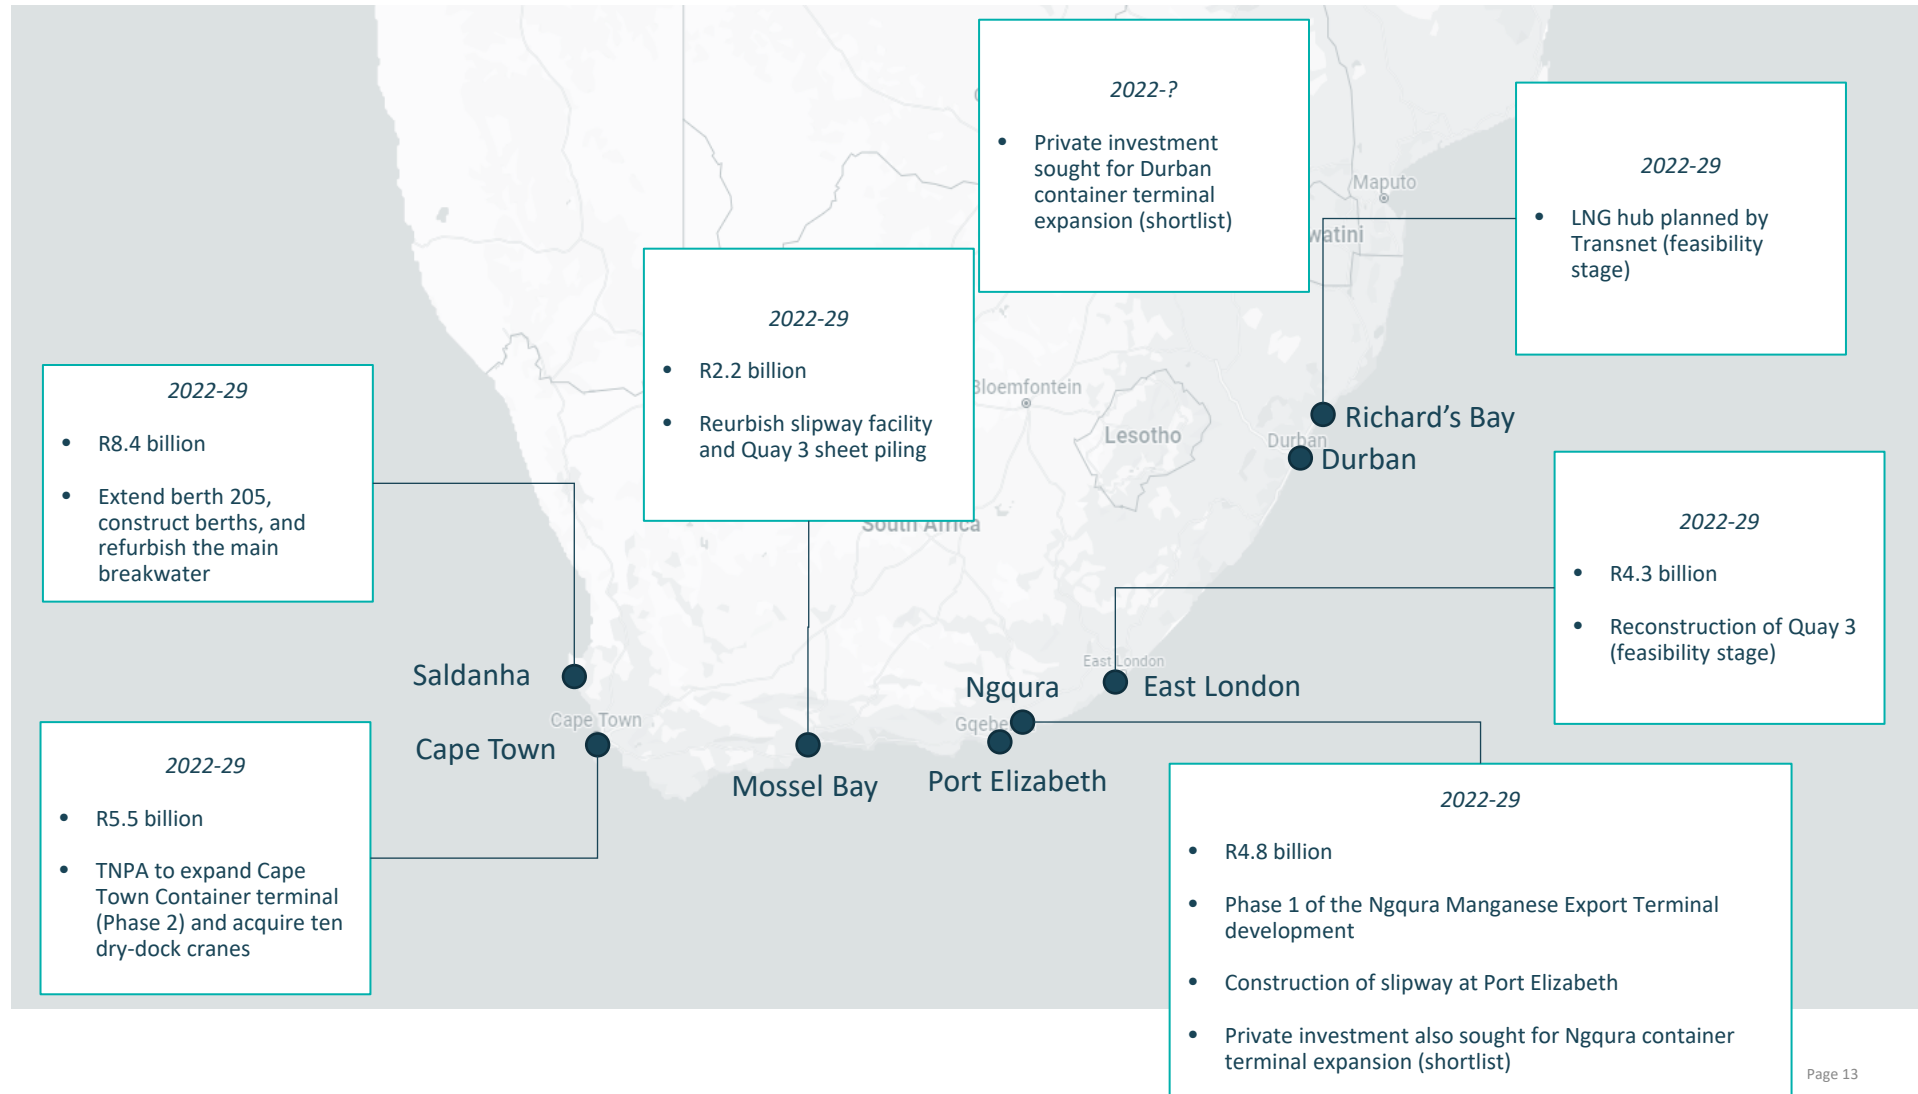 2022-?
• Private investment
sought for Durban
container terminal
expansion (shortlist)
2022-29
• LNG hub planned by
Transnet (feasibility
stage)
Maputo
watini
2022-29
• R2.2 billion
• Reurbish slipway facility
and Quay 3 sheet piling
2022-29
• R8.4 billion
• Extend berth 205,
construct berths, and
refurbish the main
breakwater
Bloemfontein
Lesotho
Durban
Richard’s Bay
Durban
South Africa
2022-29
• R4.3 billion
• Reconstruction of Quay 3
(feasibility stage)
Saldanha
East London
East London
Ngqura
Cape Town
Gqebe
Cape Town
Mossel Bay
Port Elizabeth
2022-29
• R5.5 billion
• TNPA to expand Cape
Town Container terminal
(Phase 2) and acquire ten
dry-dock cranes
2022-29
• R4.8 billion
• Phase 1 of the Ngqura Manganese Export Terminal
development
• Construction of slipway at Port Elizabeth
• Private investment also sought for Ngqura container
terminal expansion (shortlist)
Page 13